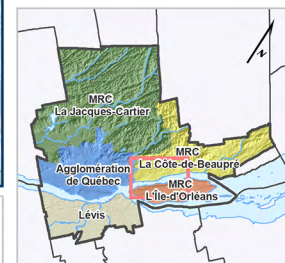 MRC
La Jacques-Cartier
MRC
La Côte-de-Beaupré
Agglomération
de Québec
MRC
L'Île-d'Orléans
Lévis
N